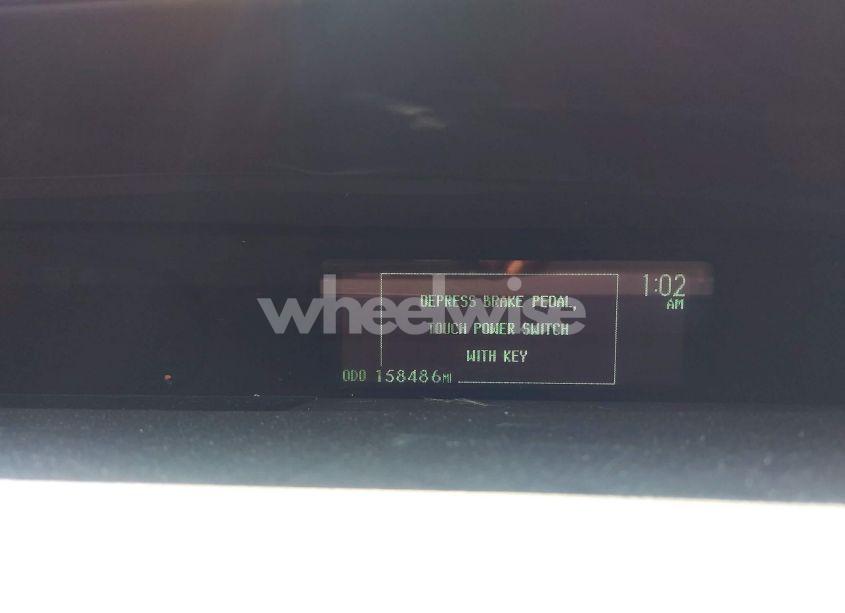 DEPRESS BRAKE PEDAL,
TOUCH POWER SWITCH
WITH KEY
1:02
AM
ODO 158486MI
wheelwise